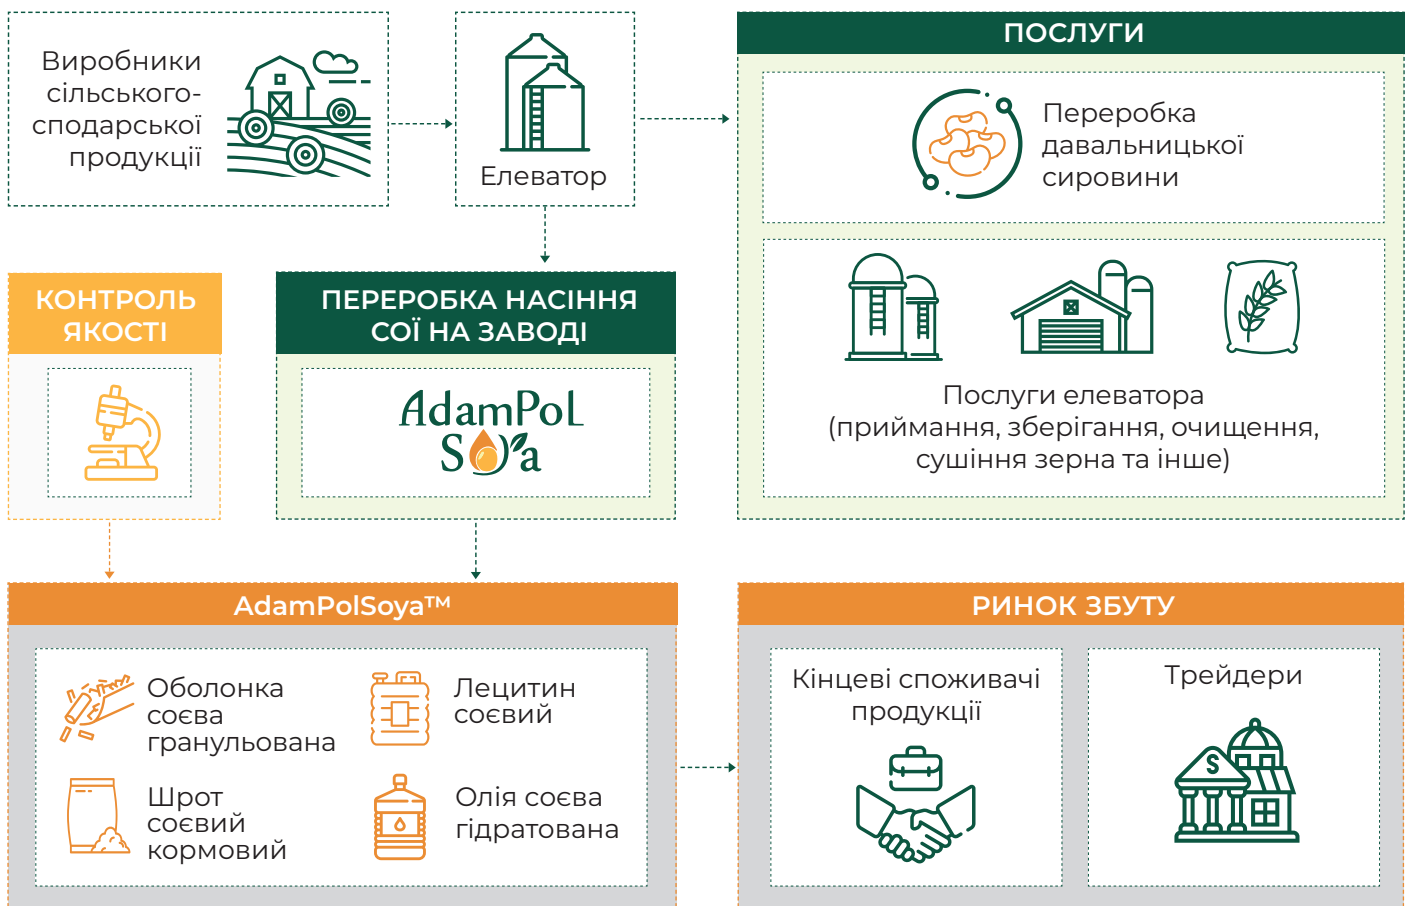 Виробники
сільського-
сподарської
продукції
Елеватор
ПОСЛУГИ
Переробка
давальницької
сировини
Послуги елеватора
(приймання, зберігання, очищення,
сушіння зерна та інше)
КОНТРОЛЬ
ЯКОСТІ
ПЕРЕРОБКА НАСІННЯ
СОЇ НА ЗАВОДІ
AdamPoL
SOYa
AdamPolSoya™
Оболонка
соєва
гранульована
Лецитин
соєвий
Шрот
соєвий
кормовий
Олія соєва
гідратована
РИНОК ЗБУТУ
Кінцеві споживачі
продукції
Трейдери
S